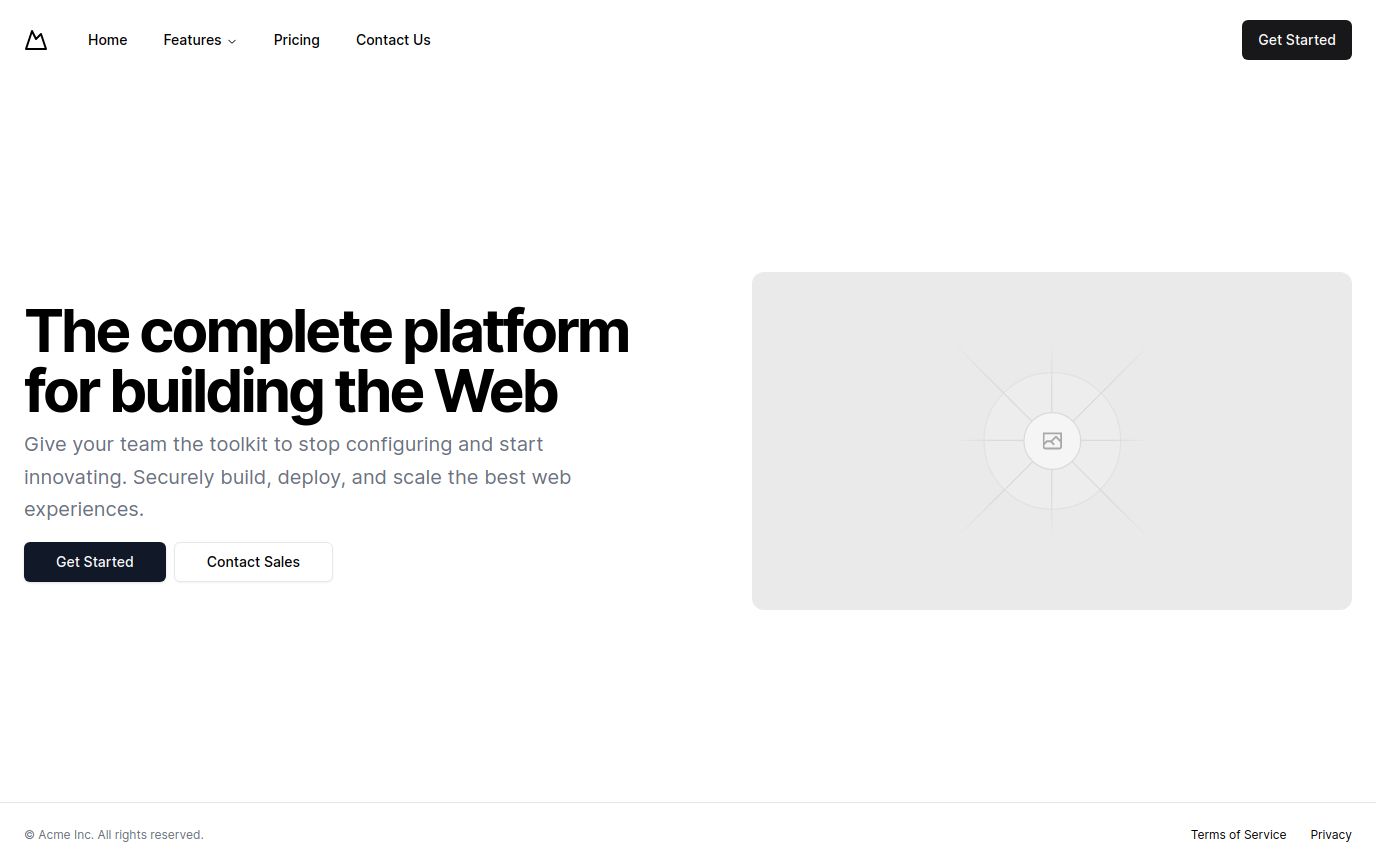 Home Features Pricing Contact Us Get Started
The complete platform
for building the Web
Give your team the toolkit to stop configuring and start
innovating. Securely build, deploy, and scale the best web
experiences.
Get Started Contact Sales
© Acme Inc. All rights reserved. Terms of Service Privacy